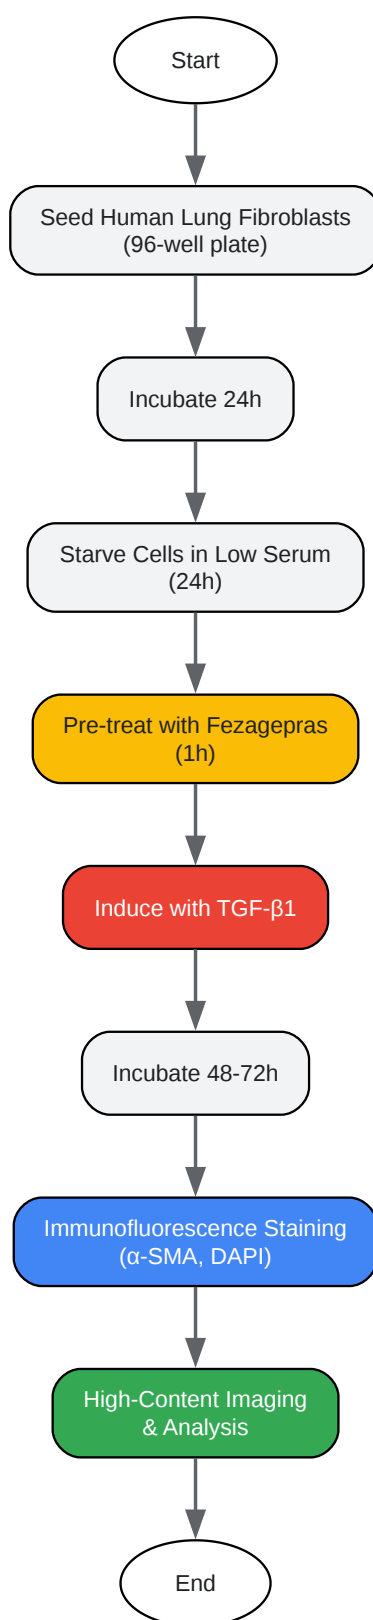 Start
Seed Human Lung Fibroblasts
(96-well plate)
Incubate 24h
Starve Cells in Low Serum
(24h)
Pre-treat with Fezagepras
(1h)
Induce with TGF-β1
Incubate 48-72h
Immunofluorescence Staining
(α-SMA, DAPI)
High-Content Imaging
& Analysis
End